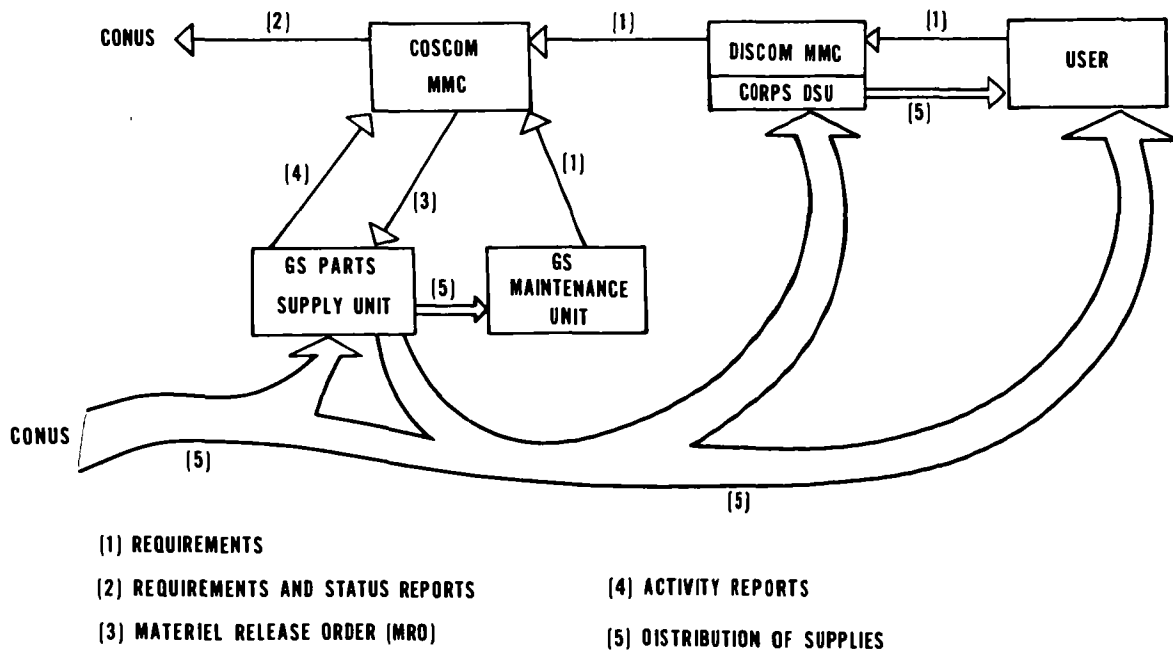 (2)
(1)
(1)
CONUS
COSCOM
MMC
DISCOM MMC
CORPS DSU
USER
(5)
(4)
(3)
(1)
GS PARTS
SUPPLY UNIT
(5)
GS
MAINTENANCE
UNIT
CONUS
(5)
(5)
(1) REQUIREMENTS
(2) REQUIREMENTS AND STATUS REPORTS
(3) MATERIEL RELEASE ORDER (MRO)
(4) ACTIVITY REPORTS
(5) DISTRIBUTION OF SUPPLIES